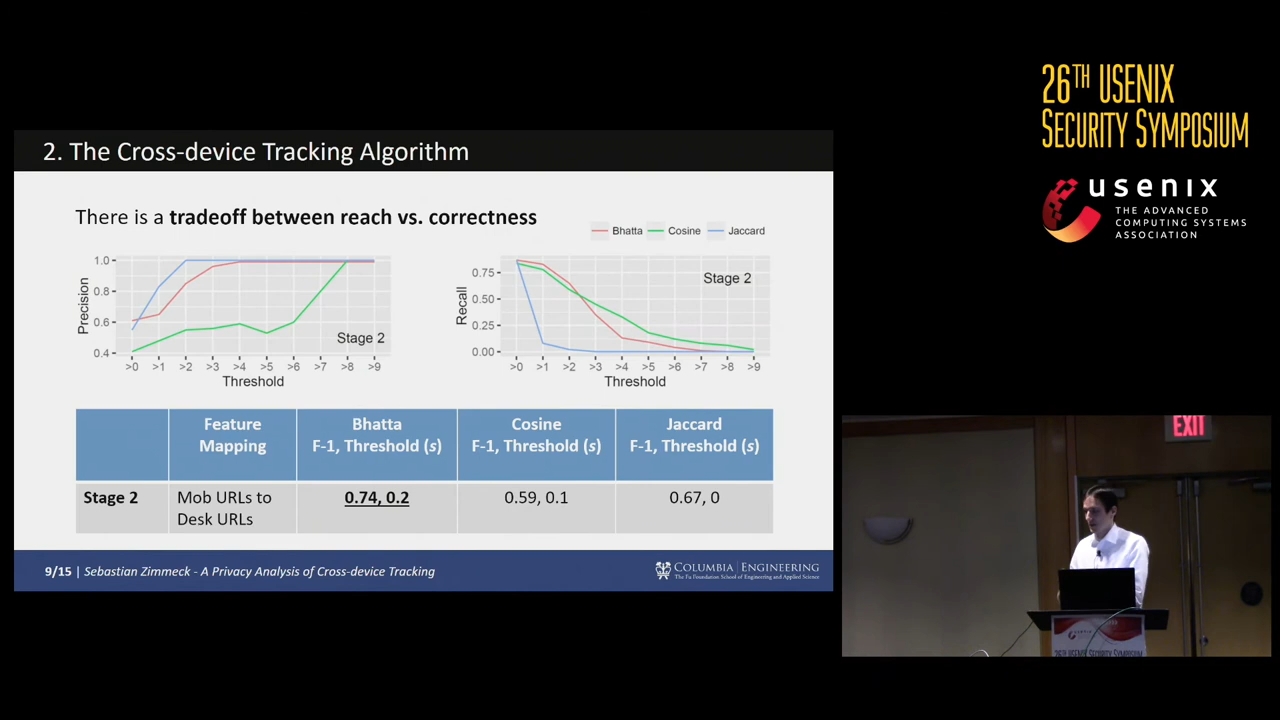 2. The Cross-device Tracking Algorithm
There is a tradeoff between reach vs. correctness
Bhatta Cosine Jaccard
Precision
1.0
0.8
0.6
0.4
Stage 2
>0 >1 >2 >3 >4 >5 >6 >7 >8 >9
Threshold
Recall
0.75
0.50
0.25
0.00
Stage 2
>0 >1 >2 >3 >4 >5 >6 >7 >8 >9
Threshold
Feature Mapping
Bhatta
F-1, Threshold (s)
Cosine
F-1, Threshold (s)
Jaccard
F-1, Threshold (s)
Stage 2
Mob URLs to
Desk URLs
0.74, 0.2
0.59, 0.1
0.67, 0
9/15 | Sebastian Zimmeck - A Privacy Analysis of Cross-device Tracking
COLUMBIA | ENGINEERING
The Fu Foundation School of Engineering and Applied Science
26TH USENIX
SECURITY SYMPOSIUM
usenix
THE ADVANCED
COMPUTING SYSTEMS
ASSOCIATION
EXIT
usenix
26TH USENIX SECURITY SYMPOSIUM